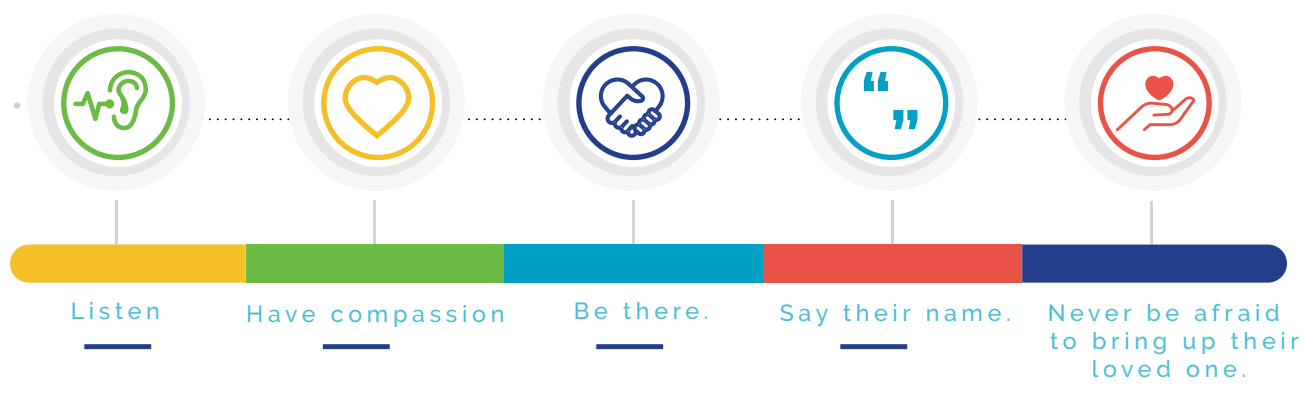 Listen
Have compassion
Be there.
Say their name.
Never be afraid
to bring up their
loved one.